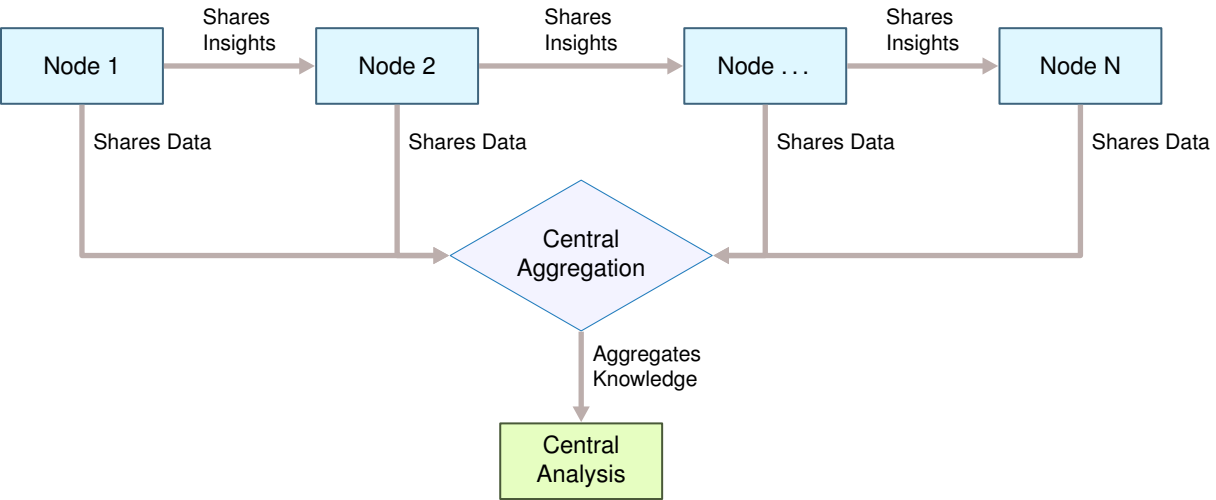 Shares
Insights
Shares
Insights
Shares
Insights
Node 1
Node 2
Node . . .
Node N
Shares Data
Shares Data
Shares Data
Shares Data
Central
Aggregation
Aggregates
Knowledge
Central
Analysis